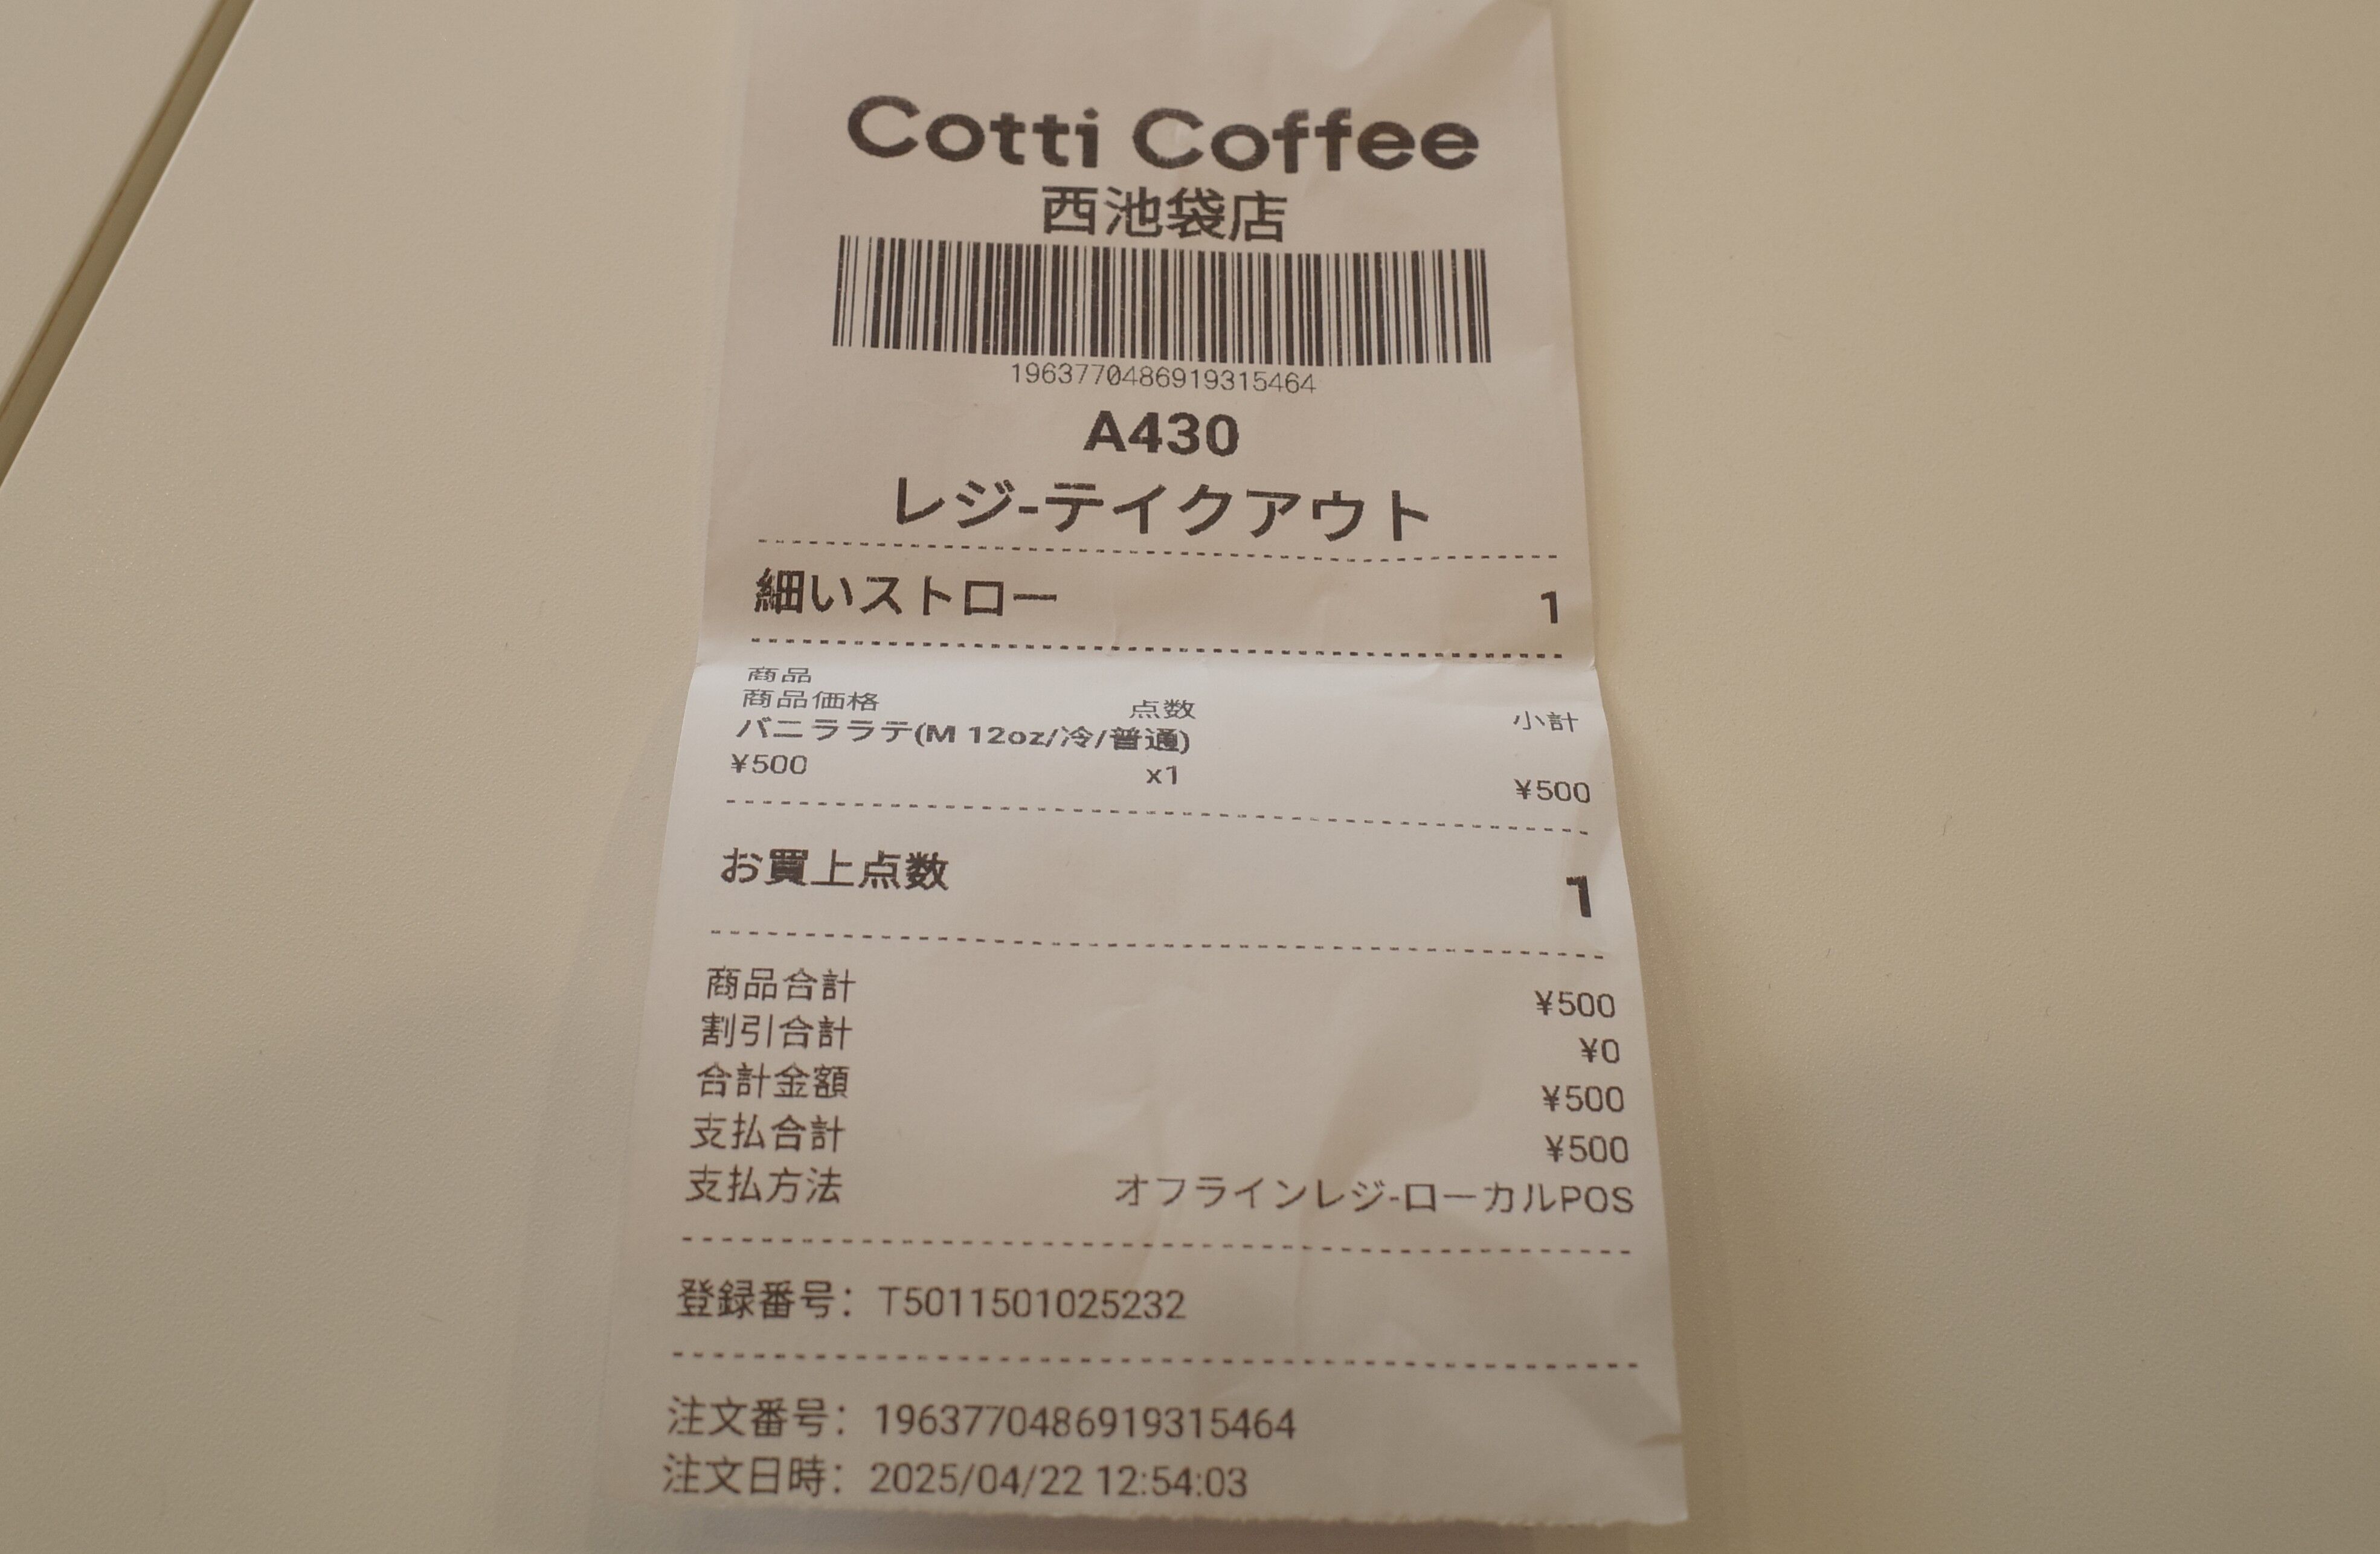 Cotti Coffee
西池袋店
1963770486919315464
A430
レジ-テイクアウト
細いストロー 1
商品
商品価格 点数 小計
バニララテ(M 12oz/冷/普通)
¥500 x1 ¥500
お買上点数 1
商品合計 ¥500
割引合計 ¥0
合計金額 ¥500
支払合計 ¥500
支払方法 オフラインレジ-ローカルPOS
登録番号：T5011501025232
注文番号：1963770486919315464
注文日時：2025/04/22 12:54:03